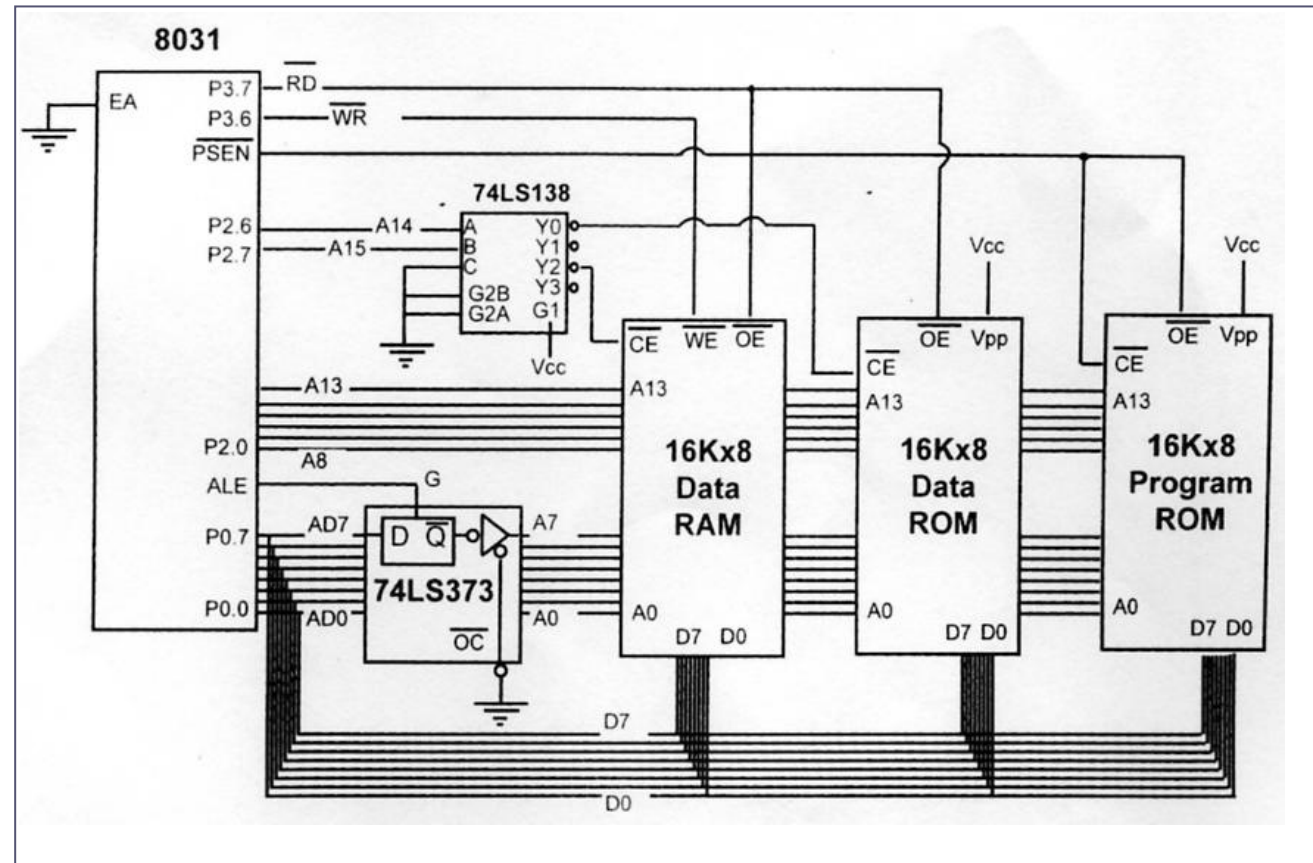 8031
EA
P3.7
RD
P3.6
WR
PSEN
74LS138
P2.6
A14
A
Y0
P2.7
A15
B
Y1
C
Y2
Y3
G2B
G2A
G1
Vcc
Vcc
Vcc
CE
WE
OE
OE
Vpp
CE
OE
Vpp
CE
A13
A13
A13
A13
P2.0
A8
16Kx8
Data
RAM
16Kx8
Data
ROM
16Kx8
Program
ROM
ALE
G
P0.7
AD7
D
Q
A7
74LS373
P0.0
AD0
OC
A0
A0
A0
A0
D7 D0
D7 D0
D7 D0
D7
D0